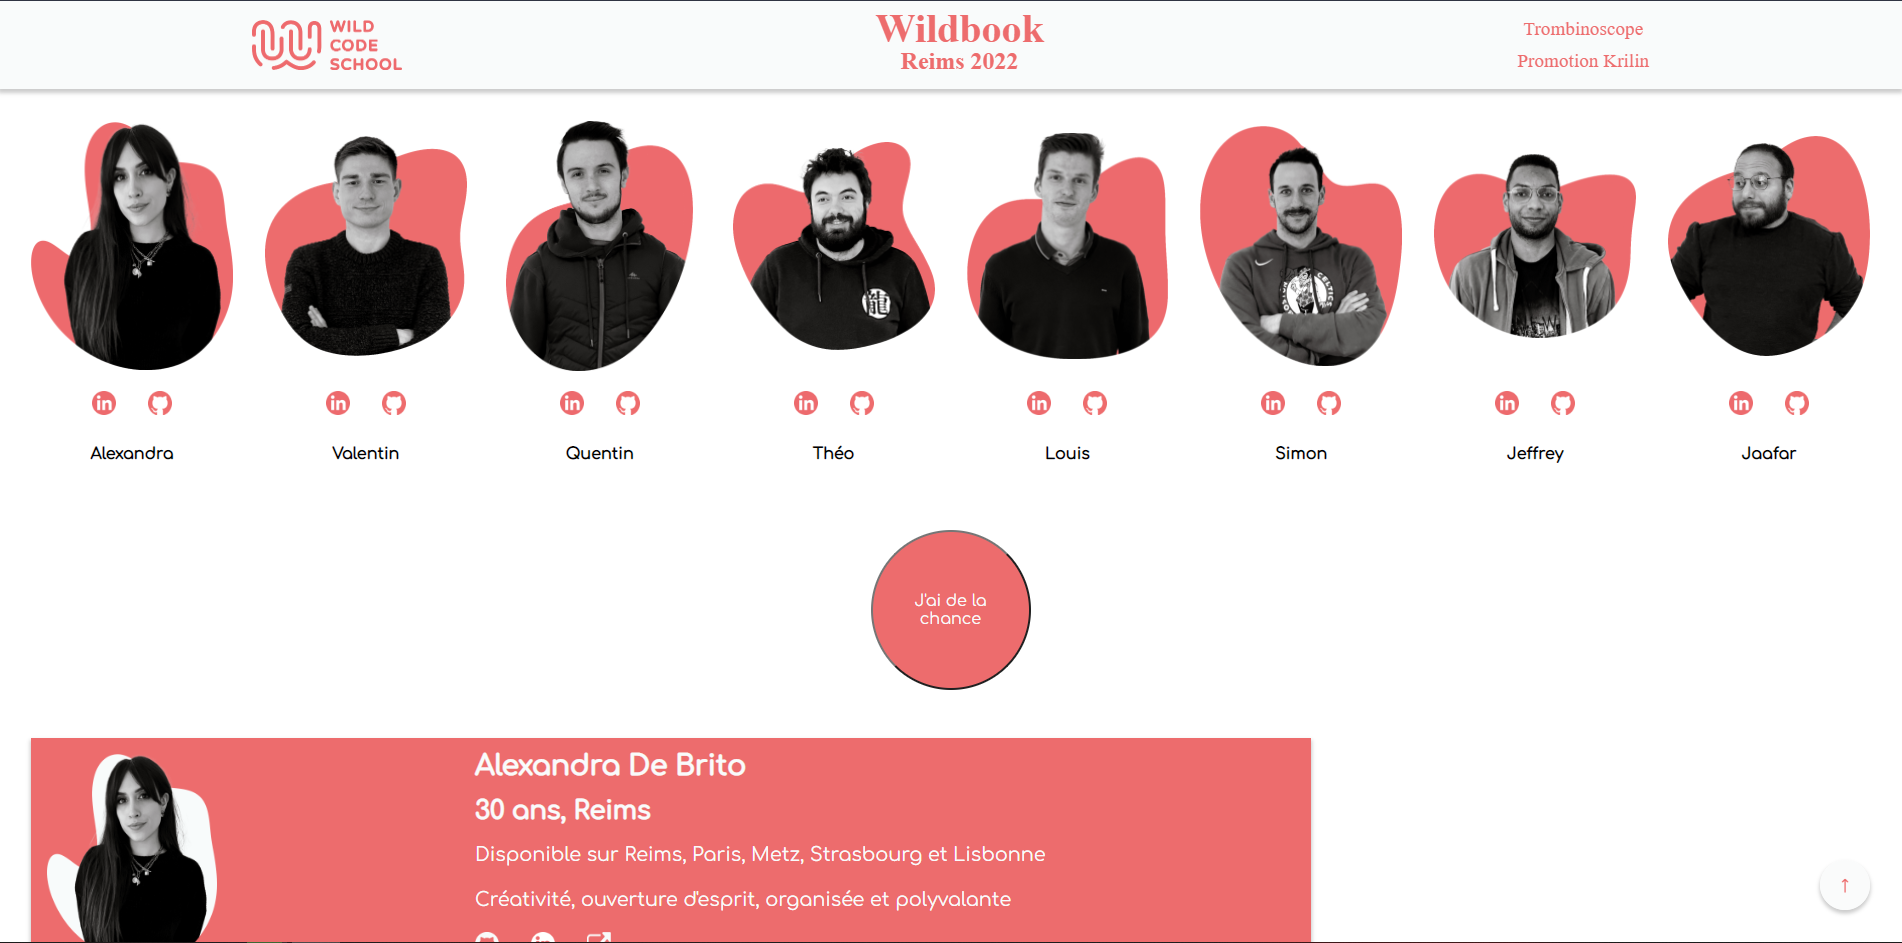 WILD
CODE
SCHOOL
Wildbook
Reims 2022
Trombinoscope
Promotion Krilin
Alexandra
Valentin
Quentin
Théo
Louis
Simon
Jeffrey
Jaafar
J'ai de la
chance
Alexandra De Brito
30 ans, Reims
Disponible sur Reims, Paris, Metz, Strasbourg et Lisbonne
Créativité, ouverture d'esprit, organisée et polyvalante
↑